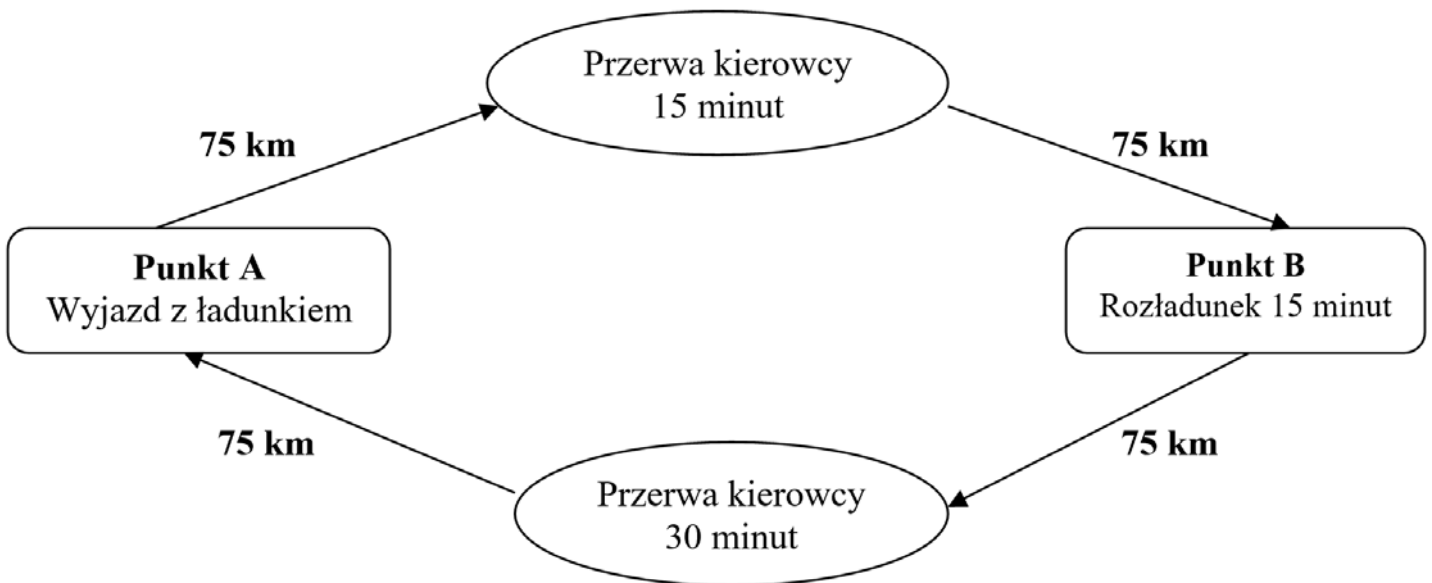 Przerwa kierowcy
15 minut
75 km
75 km
Punkt A
Wyjazd z ładunkiem
Punkt B
Rozładunek 15 minut
75 km
75 km
Przerwa kierowcy
30 minut